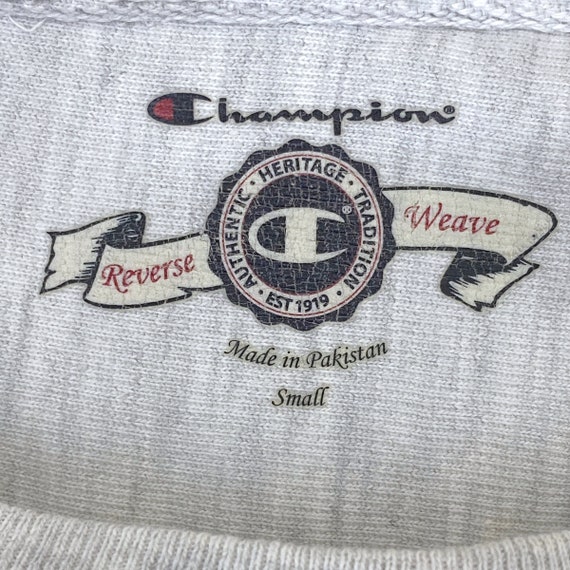 Champion®
AUTHENTIC · HERITAGE · TRADITION
· EST 1919 ·
C®
Reverse
Weave
Made in Pakistan
Small